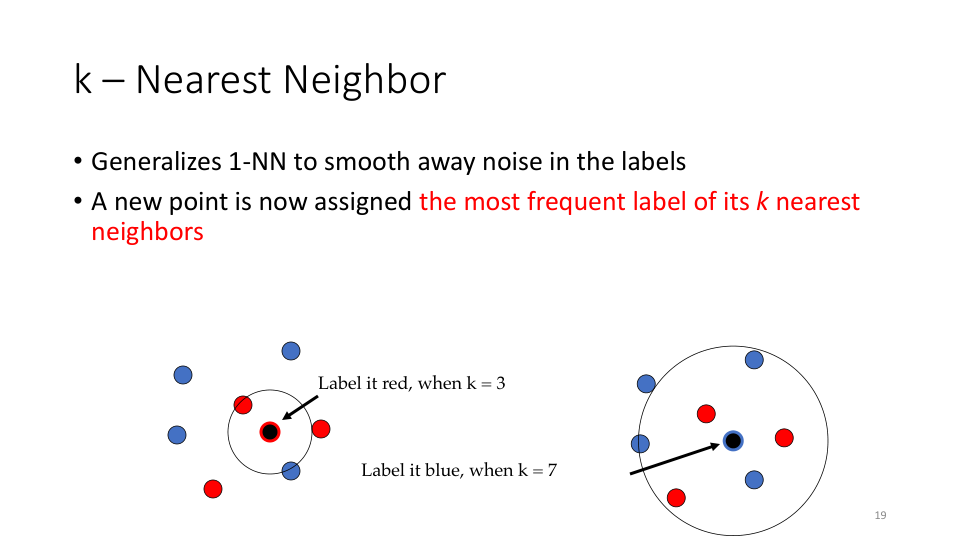 k – Nearest Neighbor
• Generalizes 1-NN to smooth away noise in the labels
• A new point is now assigned the most frequent label of its k nearest
neighbors
Label it red, when k = 3
Label it blue, when k = 7
19